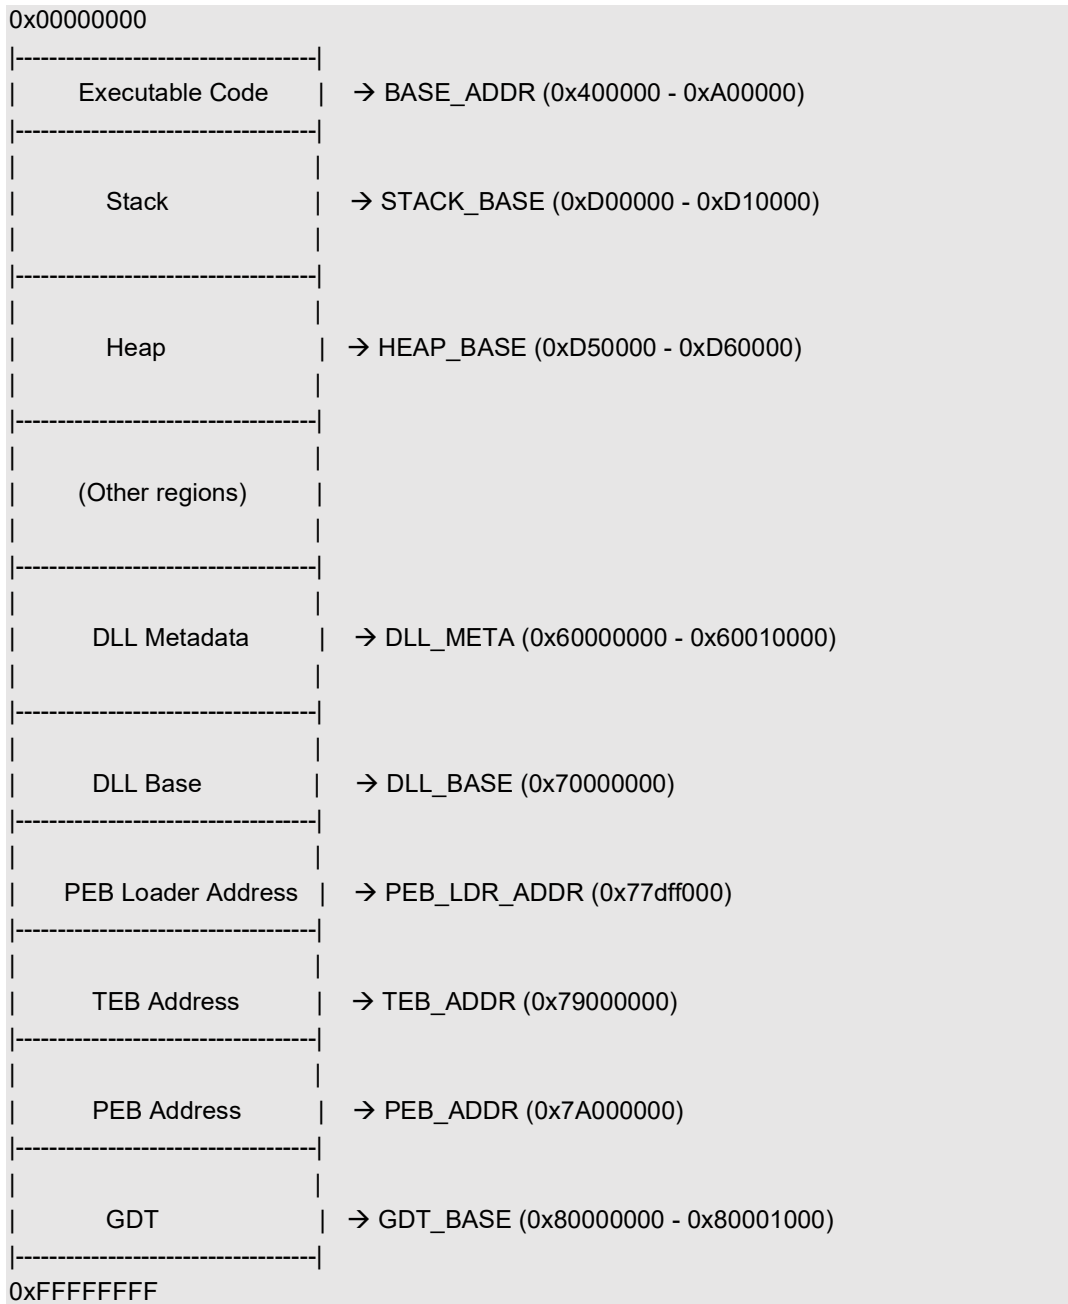 0x00000000
|------------------------------------|
| Executable Code | → BASE_ADDR (0x400000 - 0xA00000)
|------------------------------------|
| |
| Stack | → STACK_BASE (0xD00000 - 0xD10000)
| |
|------------------------------------|
| |
| Heap | → HEAP_BASE (0xD50000 - 0xD60000)
| |
|------------------------------------|
| |
| (Other regions) |
| |
|------------------------------------|
| |
| DLL Metadata | → DLL_META (0x60000000 - 0x60010000)
| |
|------------------------------------|
| |
| DLL Base | → DLL_BASE (0x70000000)
|------------------------------------|
| |
| PEB Loader Address | → PEB_LDR_ADDR (0x77dff000)
|------------------------------------|
| |
| TEB Address | → TEB_ADDR (0x79000000)
|------------------------------------|
| |
| PEB Address | → PEB_ADDR (0x7A000000)
|------------------------------------|
| |
| GDT | → GDT_BASE (0x80000000 - 0x80001000)
|------------------------------------|
0xFFFFFFFF